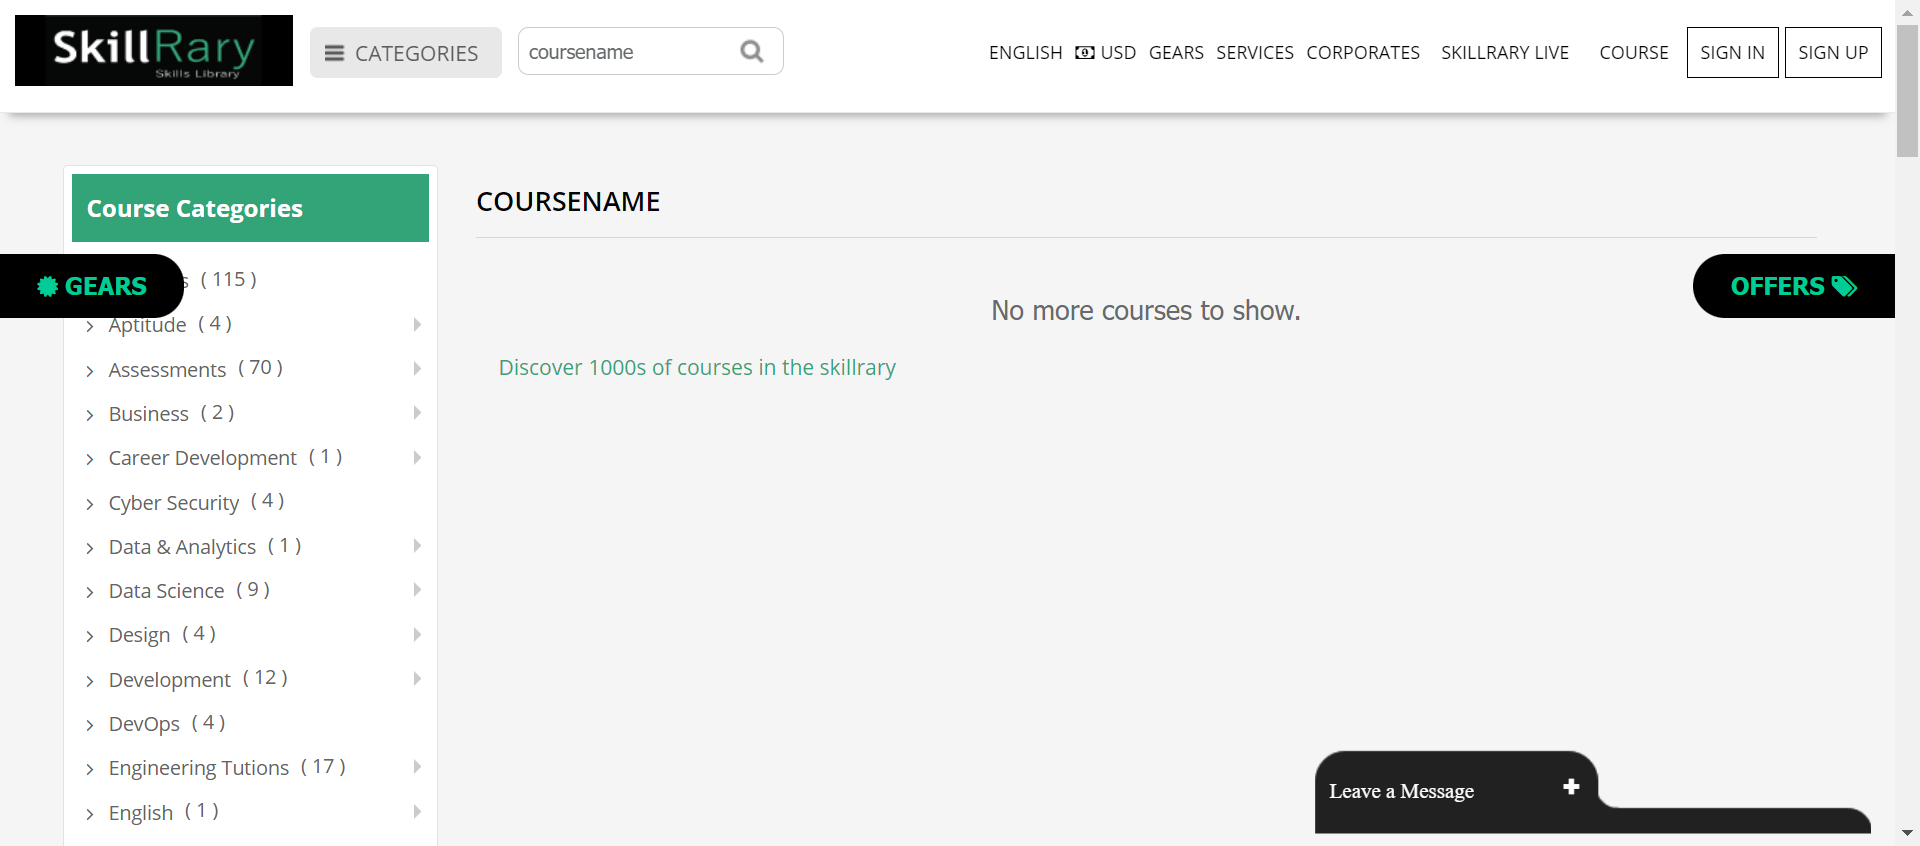 SkillRary
Skills Library
CATEGORIES
coursename
ENGLISH USD GEARS SERVICES CORPORATES SKILLRARY LIVE COURSE SIGN IN SIGN UP
Course Categories
COURSENAME
GEARS
( 115 )
OFFERS
No more courses to show.
Aptitude ( 4 )
Discover 1000s of courses in the skillrary
Assessments ( 70 )
Business ( 2 )
Career Development ( 1 )
Cyber Security ( 4 )
Data & Analytics ( 1 )
Data Science ( 9 )
Design ( 4 )
Development ( 12 )
DevOps ( 4 )
Engineering Tutions ( 17 )
English ( 1 )
Leave a Message